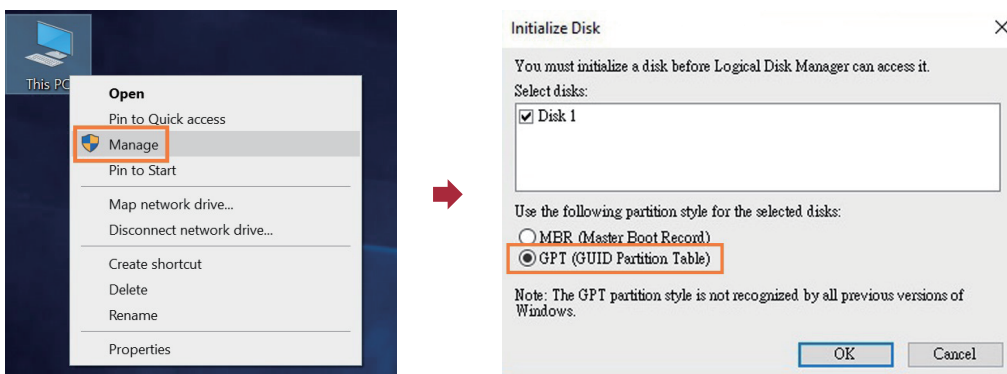 This PC
Open
Pin to Quick access
Manage
Pin to Start
Map network drive...
Disconnect network drive...
Create shortcut
Delete
Rename
Properties
Initialize Disk
You must initialize a disk before Logical Disk Manager can access it.
Select disks:
Disk 1
Use the following partition style for the selected disks:
MBR (Master Boot Record)
GPT (GUID Partition Table)
Note: The GPT partition style is not recognized by all previous versions of
Windows.
OK
Cancel